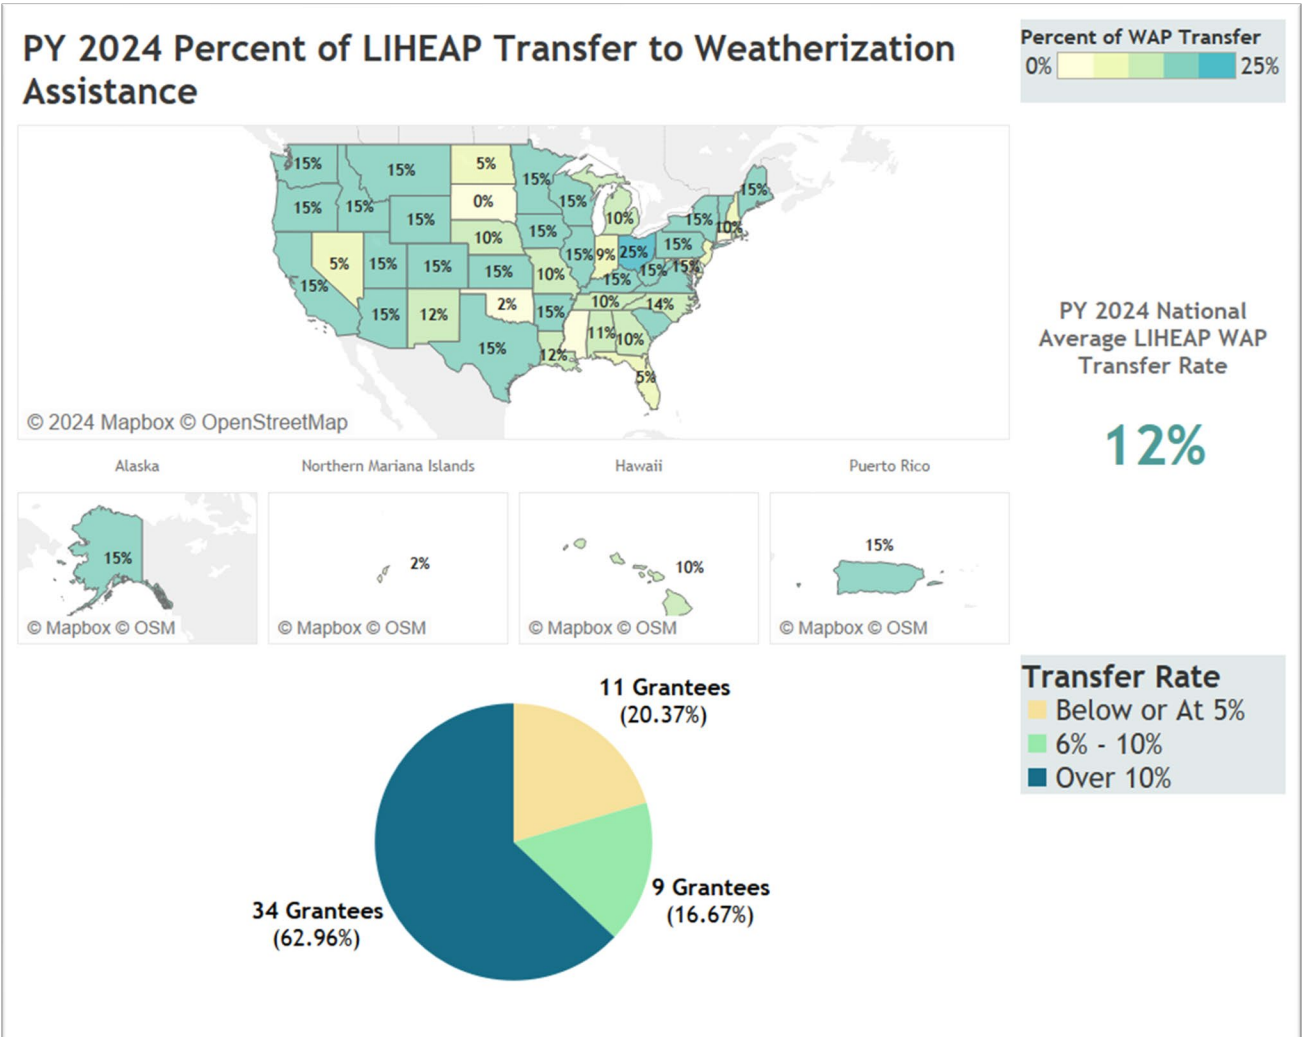 PY 2024 Percent of LIHEAP Transfer to Weatherization
Assistance
Percent of WAP Transfer
0% 25%
15% 15% 5% 15% 15%
15% 15% 15% 0% 15% 10% 15% 10%
10% 15% 15%
5% 15% 15% 15% 10% 15% 9% 25% 15% 15% 15%
15% 15% 12% 2% 15% 10% 14%
15% 12% 11% 10%
5%
© 2024 Mapbox © OpenStreetMap
PY 2024 National
Average LIHEAP WAP
Transfer Rate
12%
Alaska
15%
© Mapbox © OSM
Northern Mariana Islands
2%
© Mapbox © OSM
Hawaii
10%
© Mapbox © OSM
Puerto Rico
15%
© Mapbox © OSM
11 Grantees
(20.37%)
9 Grantees
(16.67%)
34 Grantees
(62.96%)
Transfer Rate
Below or At 5%
6% - 10%
Over 10%